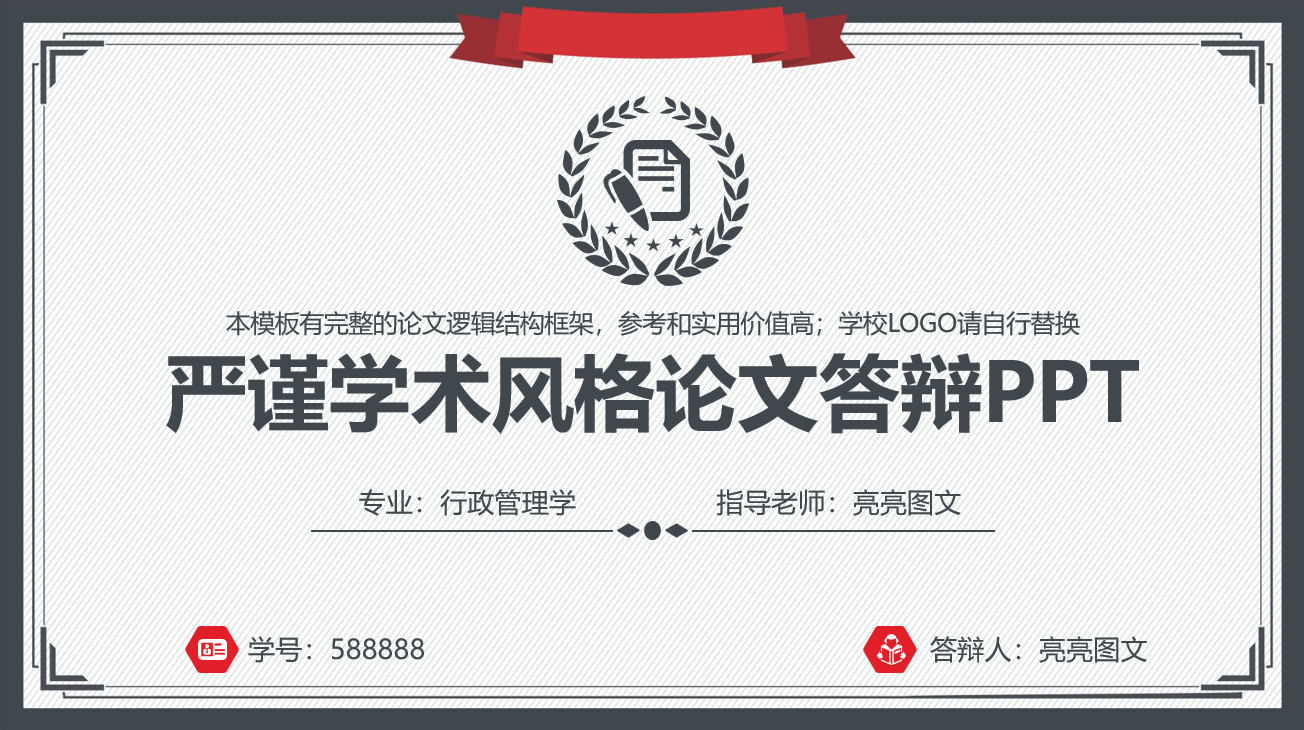 本模板有完整的论文逻辑结构框架，参考和实用价值高；学校LOGO请自行替换
严谨学术风格论文答辩PPT
专业：行政管理学 指导老师：亮亮图文
学号：588888 答辩人：亮亮图文